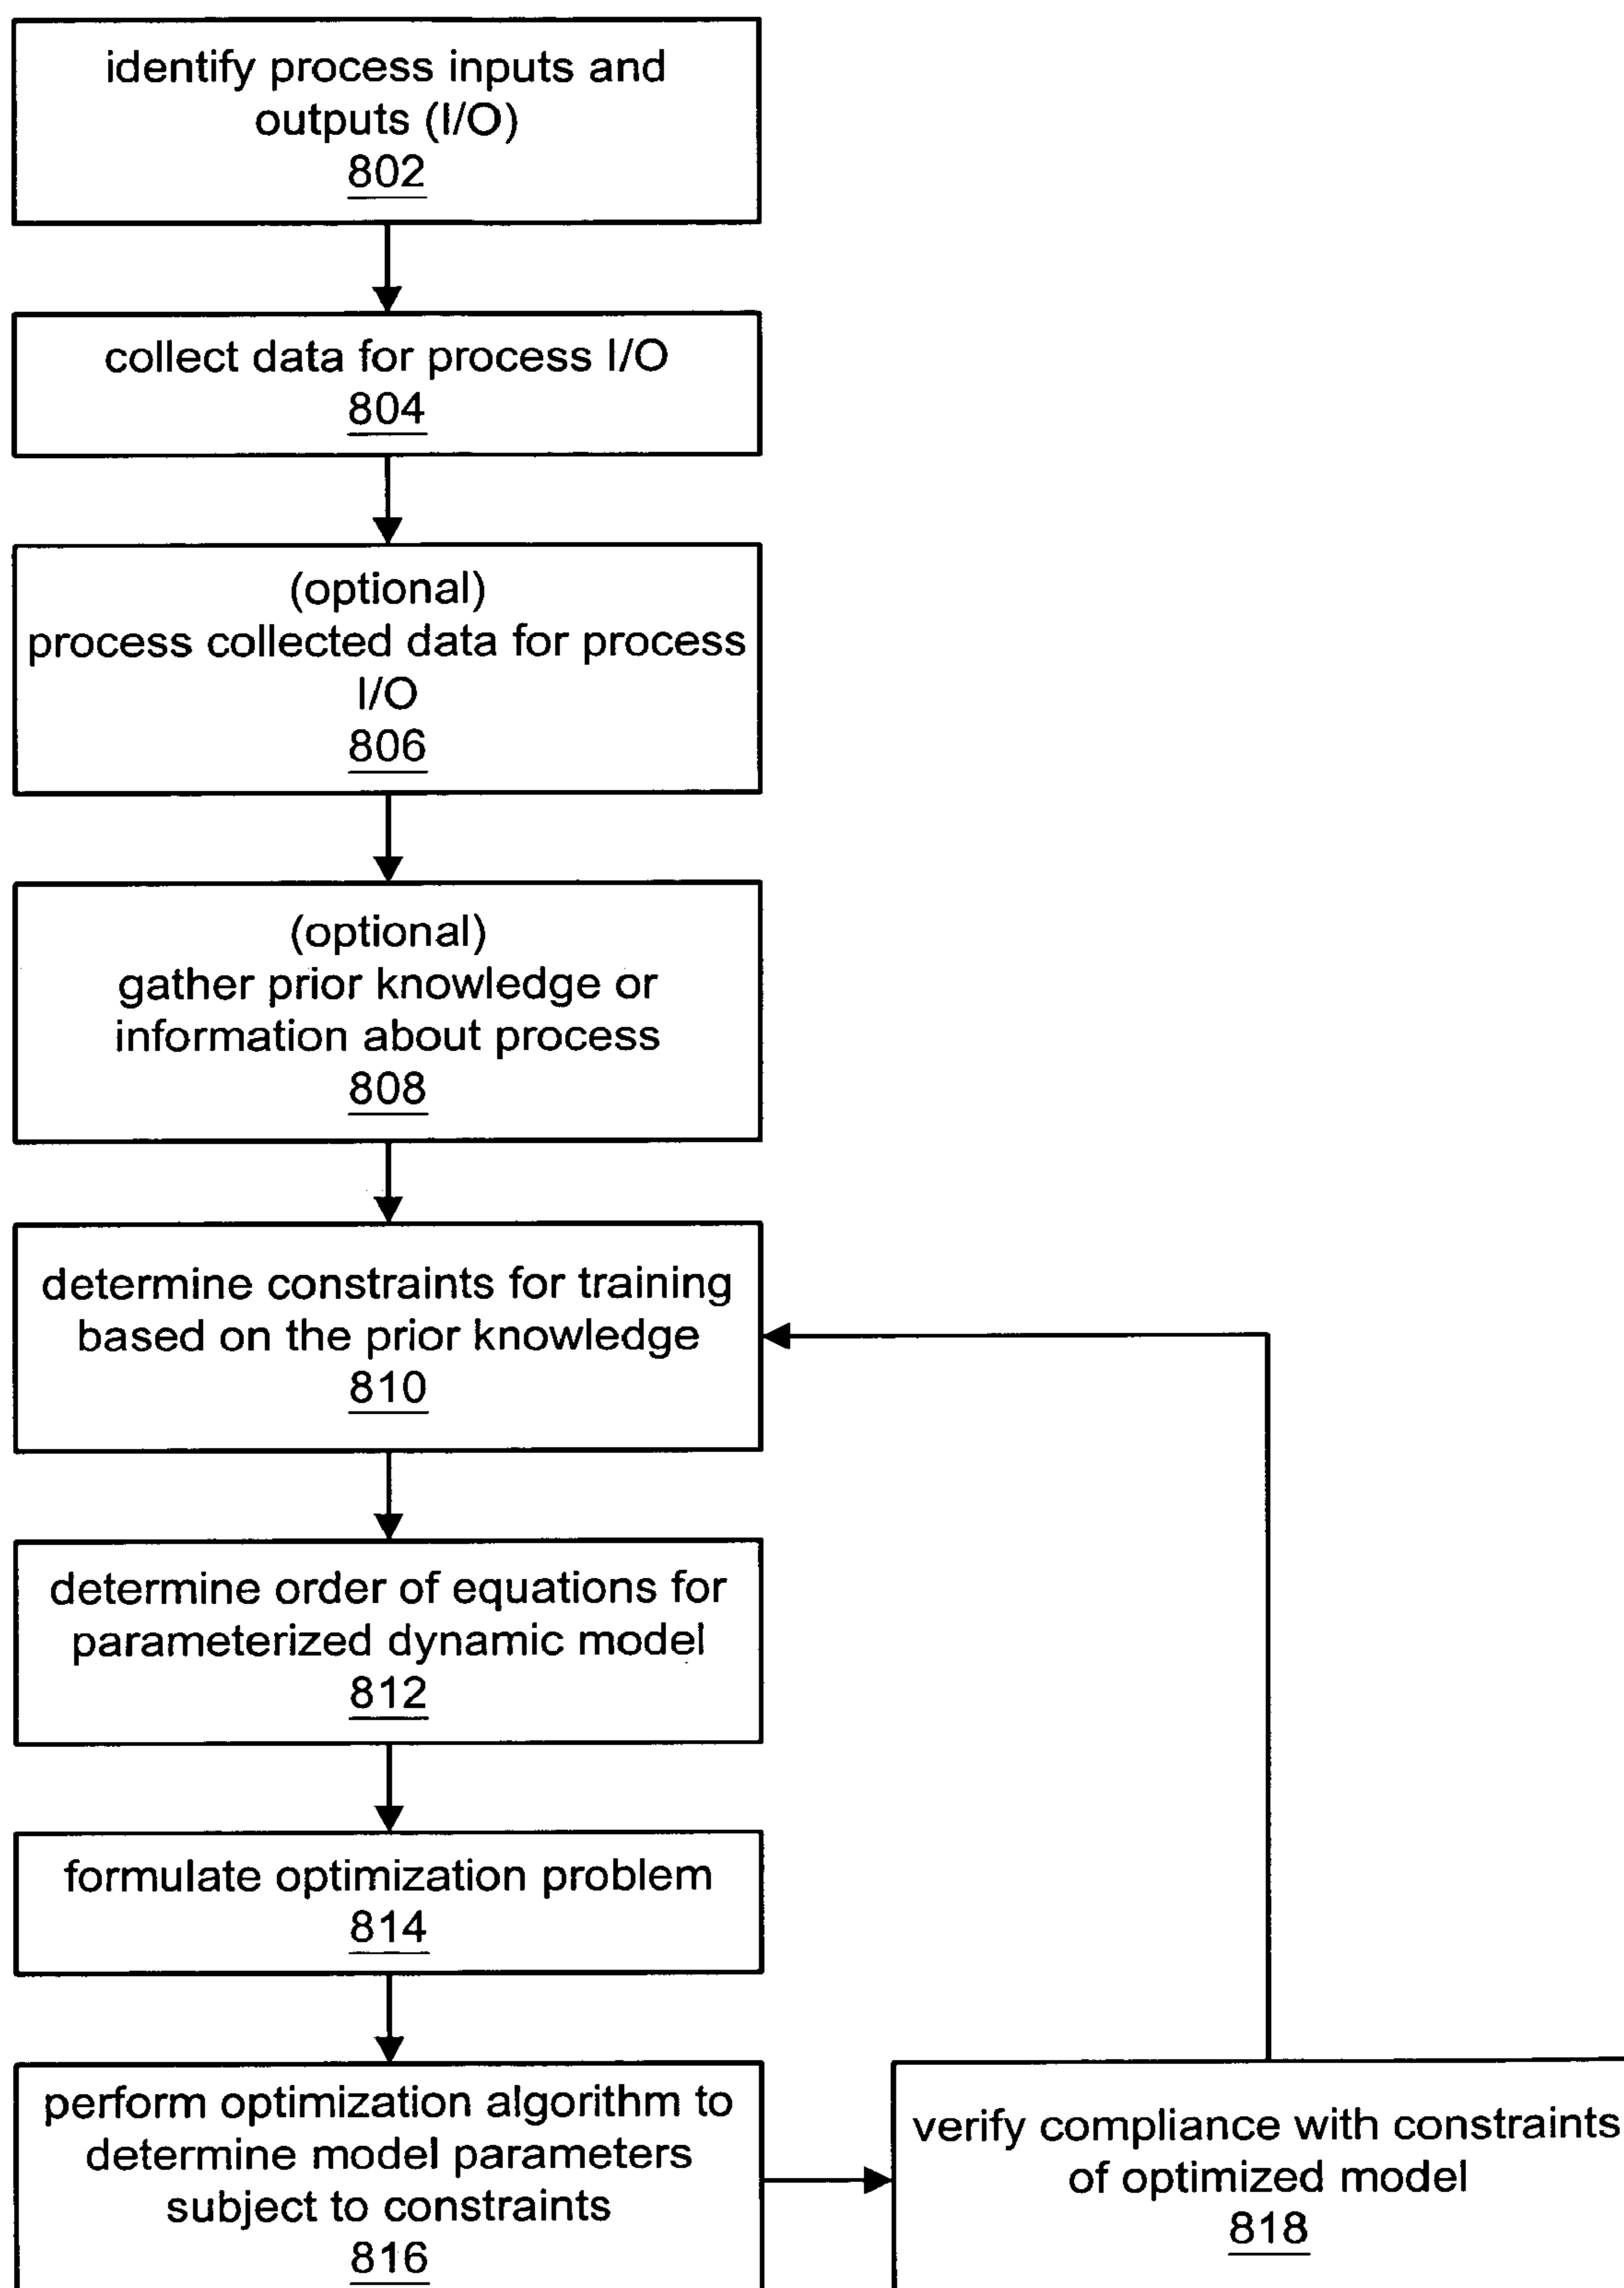 identify process inputs and
outputs (I/O)
802
collect data for process I/O
804
(optional)
process collected data for process
I/O
806
(optional)
gather prior knowledge or
information about process
808
determine constraints for training
based on the prior knowledge
810
determine order of equations for
parameterized dynamic model
812
formulate optimization problem
814
perform optimization algorithm to
determine model parameters
subject to constraints
816
verify compliance with constraints
of optimized model
818